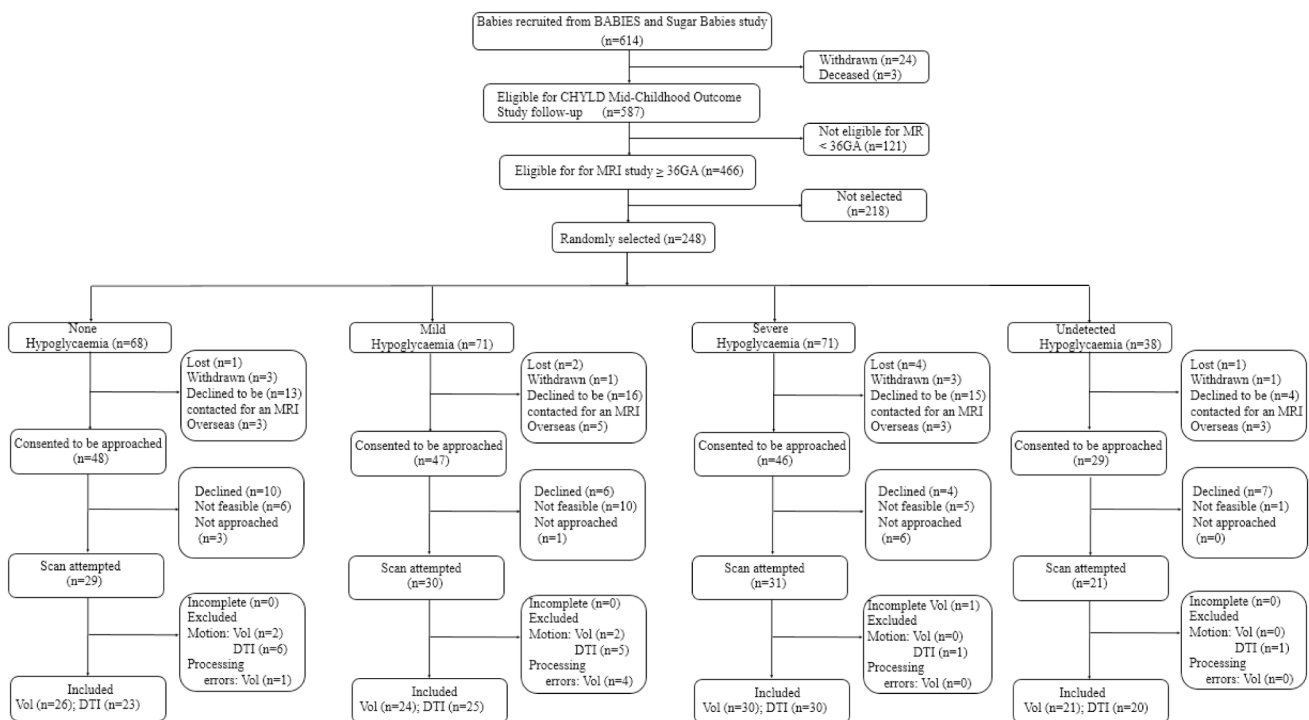 Babies recruited from BABIES and Sugar Babies study
(n=614)
Withdrawn (n=24)
Deceased (n=3)
Eligible for CHYLD Mid-Childhood Outcome
Study follow-up (n=587)
Not eligible for MR
< 36GA (n=121)
Eligible for for MRI study ≥ 36GA (n=466)
Not selected
(n=218)
Randomly selected (n=248)
None
Hypoglycaemia (n=68)
Lost (n=1)
Withdrawn (n=3)
Declined to be (n=13)
contacted for an MRI
Overseas (n=3)
Consented to be approached
(n=48)
Declined (n=10)
Not feasible (n=6)
Not approached
(n=3)
Scan attempted
(n=29)
Incomplete (n=0)
Excluded
Motion: Vol (n=2)
DTI (n=6)
Processing
errors: Vol (n=1)
Included
Vol (n=26); DTI (n=23)
Mild
Hypoglycaemia (n=71)
Lost (n=2)
Withdrawn (n=1)
Declined to be (n=16)
contacted for an MRI
Overseas (n=5)
Consented to be approached
(n=47)
Declined (n=6)
Not feasible (n=10)
Not approached
(n=1)
Scan attempted
(n=30)
Incomplete (n=0)
Excluded
Motion: Vol (n=2)
DTI (n=5)
Processing
errors: Vol (n=4)
Included
Vol (n=24); DTI (n=25)
Severe
Hypoglycaemia (n=71)
Lost (n=4)
Withdrawn (n=3)
Declined to be (n=15)
contacted for an MRI
Overseas (n=3)
Consented to be approached
(n=46)
Declined (n=4)
Not feasible (n=5)
Not approached
(n=6)
Scan attempted
(n=31)
Incomplete Vol (n=1)
Excluded
Motion: Vol (n=0)
DTI (n=1)
Processing
errors: Vol (n=0)
Included
Vol (n=30); DTI (n=30)
Undetected
Hypoglycaemia (n=38)
Lost (n=1)
Withdrawn (n=1)
Declined to be (n=4)
contacted for an MRI
Overseas (n=3)
Consented to be approached
(n=29)
Declined (n=7)
Not feasible (n=1)
Not approached
(n=0)
Scan attempted
(n=21)
Incomplete (n=0)
Excluded
Motion: Vol (n=0)
DTI (n=1)
Processing
errors: Vol (n=0)
Included
Vol (n=21); DTI (n=20)